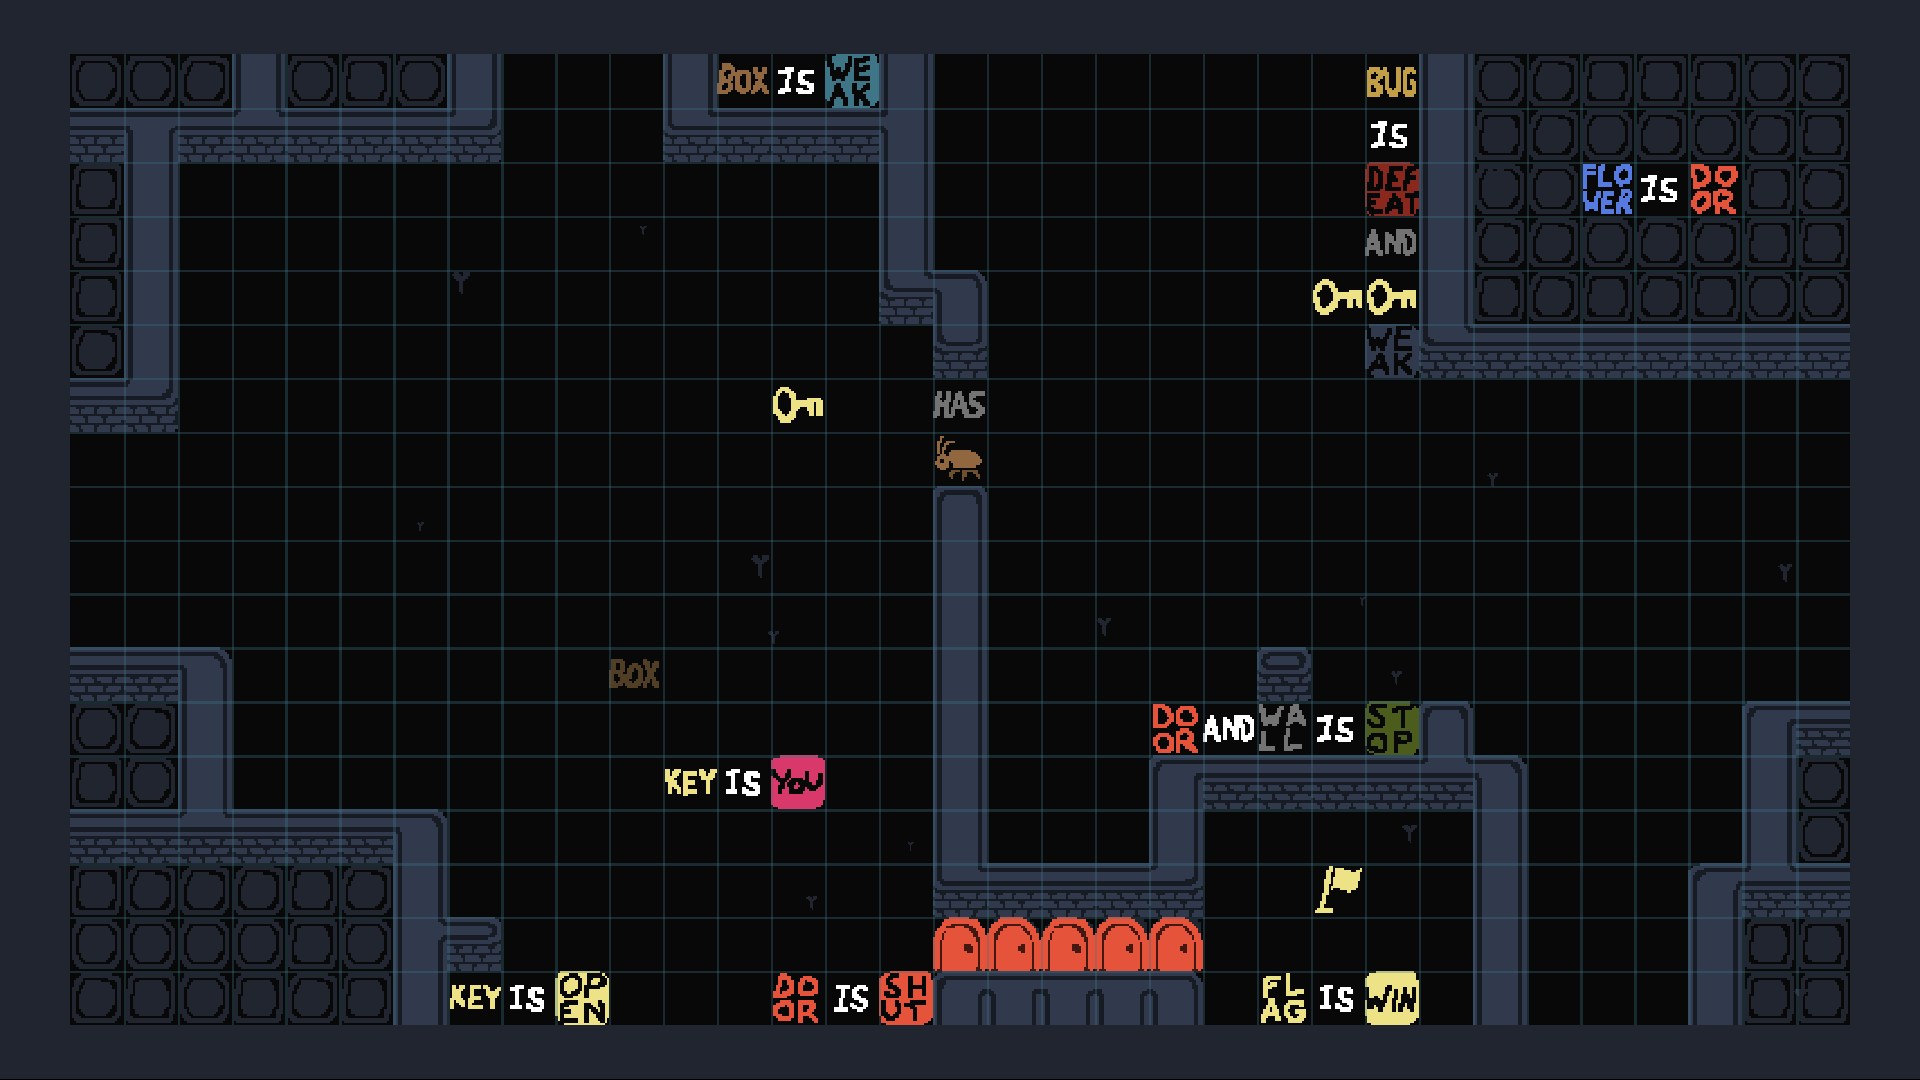 BOX IS WEAK
BUG
IS
DEFEAT
AND
WEAK
FLOWER IS DOOR
HAS
BOX
DOOR AND WALL IS STOP
KEY IS YOU
KEY IS OPEN
DOOR IS SHUT
FLAG IS WIN